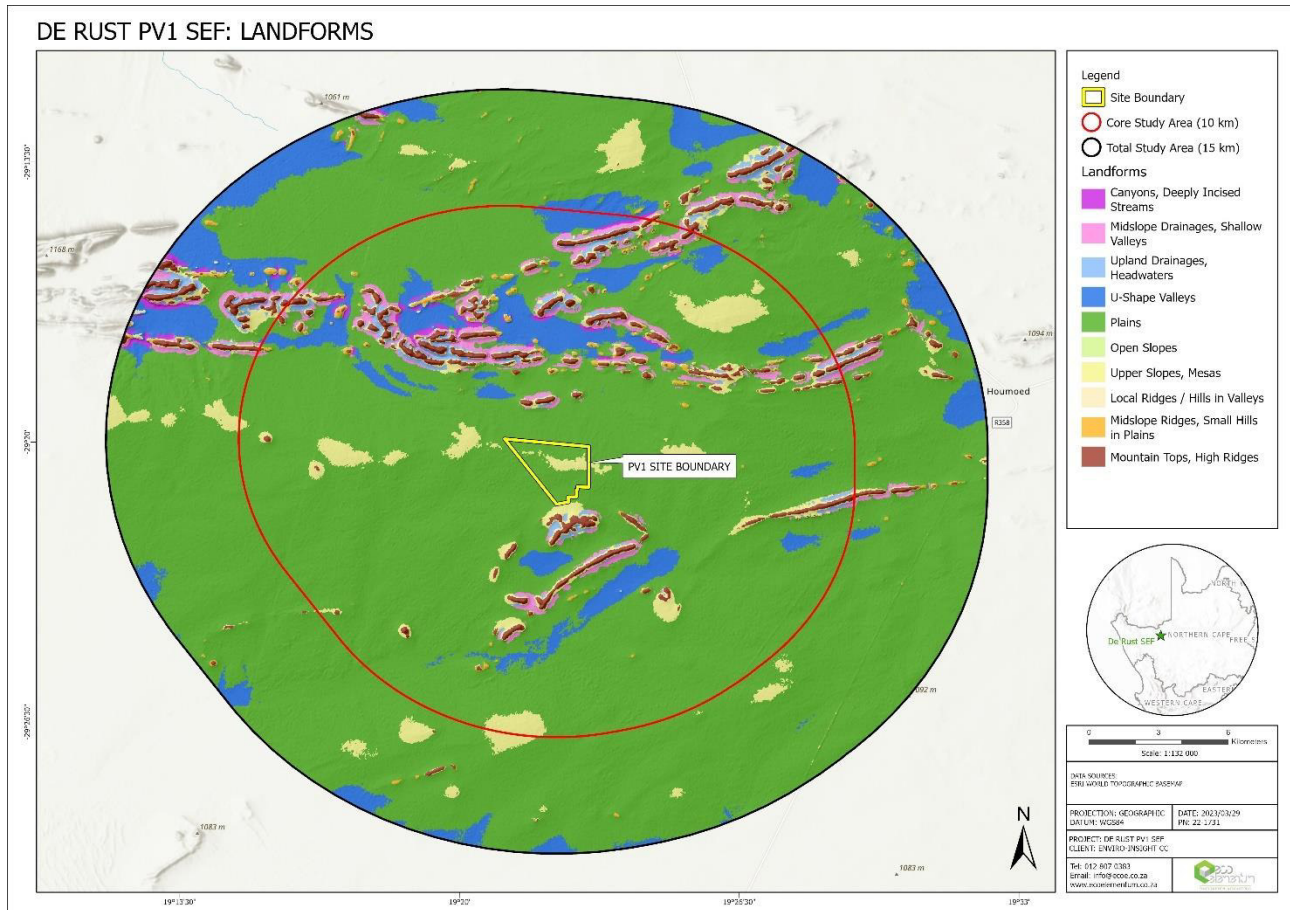 DE RUST PV1 SEF: LANDFORMS
1061 m
-29°13'30"
1168 m
1094 m
Houmoed
R358
-29°20'
PV1 SITE BOUNDARY
092 m
-29°26'30"
1083 m
N
1083 m
19°13'30"
19°20'
19°26'30"
19°33'
Legend
Site Boundary
Core Study Area (10 km)
Total Study Area (15 km)
Landforms
Canyons, Deeply Incised
Streams
Midslope Drainages, Shallow
Valleys
Upland Drainages,
Headwaters
U-Shape Valleys
Plains
Open Slopes
Upper Slopes, Mesas
Local Ridges / Hills in Valleys
Midslope Ridges, Small Hills
in Plains
Mountain Tops, High Ridges
De Rust SEF
NORTHERN CAPE
FREE S
EASTER
WESTERN CAPE
0 3 6
Kilometers
Scale: 1:132 000
DATA SOURCES:
ESRI WORLD TOPOGRAPHIC BASEMAP
PROJECTION: GEOGRAPHIC
DATUM: WGS84
DATE: 2023/03/29
PN: 22-1731
PROJECT: DE RUST PV1 SEF
CLIENT: ENVIRO-INSIGHT CC
Tel: 012 807 0383
Email: info@ecoe.co.za
www.ecoelementum.co.za
eco
elementum